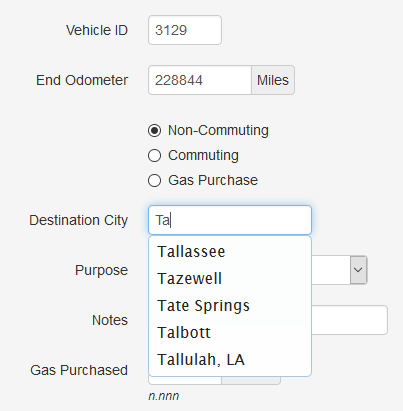 Vehicle ID 3129
End Odometer 228844 Miles
Non-Commuting
Commuting
Gas Purchase
Destination City Ta
Tallassee
Tazewell
Purpose
Tate Springs
Notes
Talbott
Tallulah, LA
Gas Purchased
n.nnn